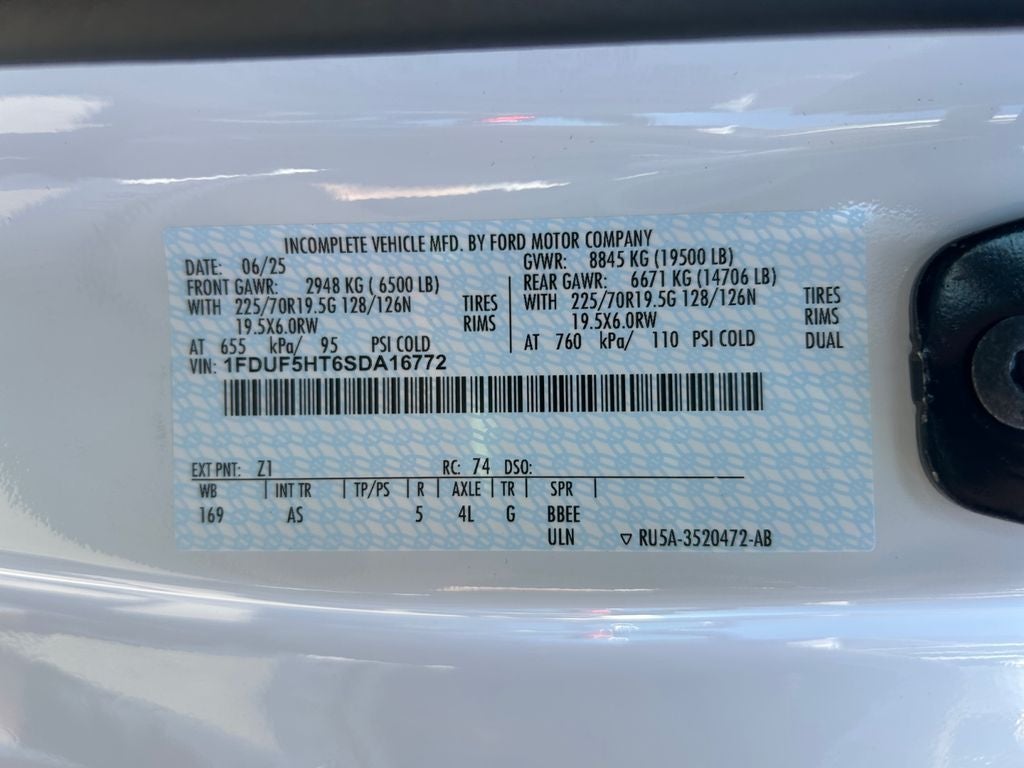 INCOMPLETE VEHICLE MFD. BY FORD MOTOR COMPANY
DATE: 06/25 GVWR: 8845 KG (19500 LB)
FRONT GAWR: 2948 KG ( 6500 LB) REAR GAWR: 6671 KG (14706 LB)
WITH 225/70R19.5G 128/126N TIRES WITH 225/70R19.5G 128/126N TIRES
19.5X6.0RW RIMS 19.5X6.0RW RIMS
AT 655 kPa/ 95 PSI COLD AT 760 kPa/ 110 PSI COLD DUAL
VIN: 1FDUF5HT6SDA16772
EXT PNT: Z1 RC: 74 DSO:
WB INT TR TP/PS R AXLE TR SPR
169 AS 5 4L G BBEE
ULN RU5A-3520472-AB